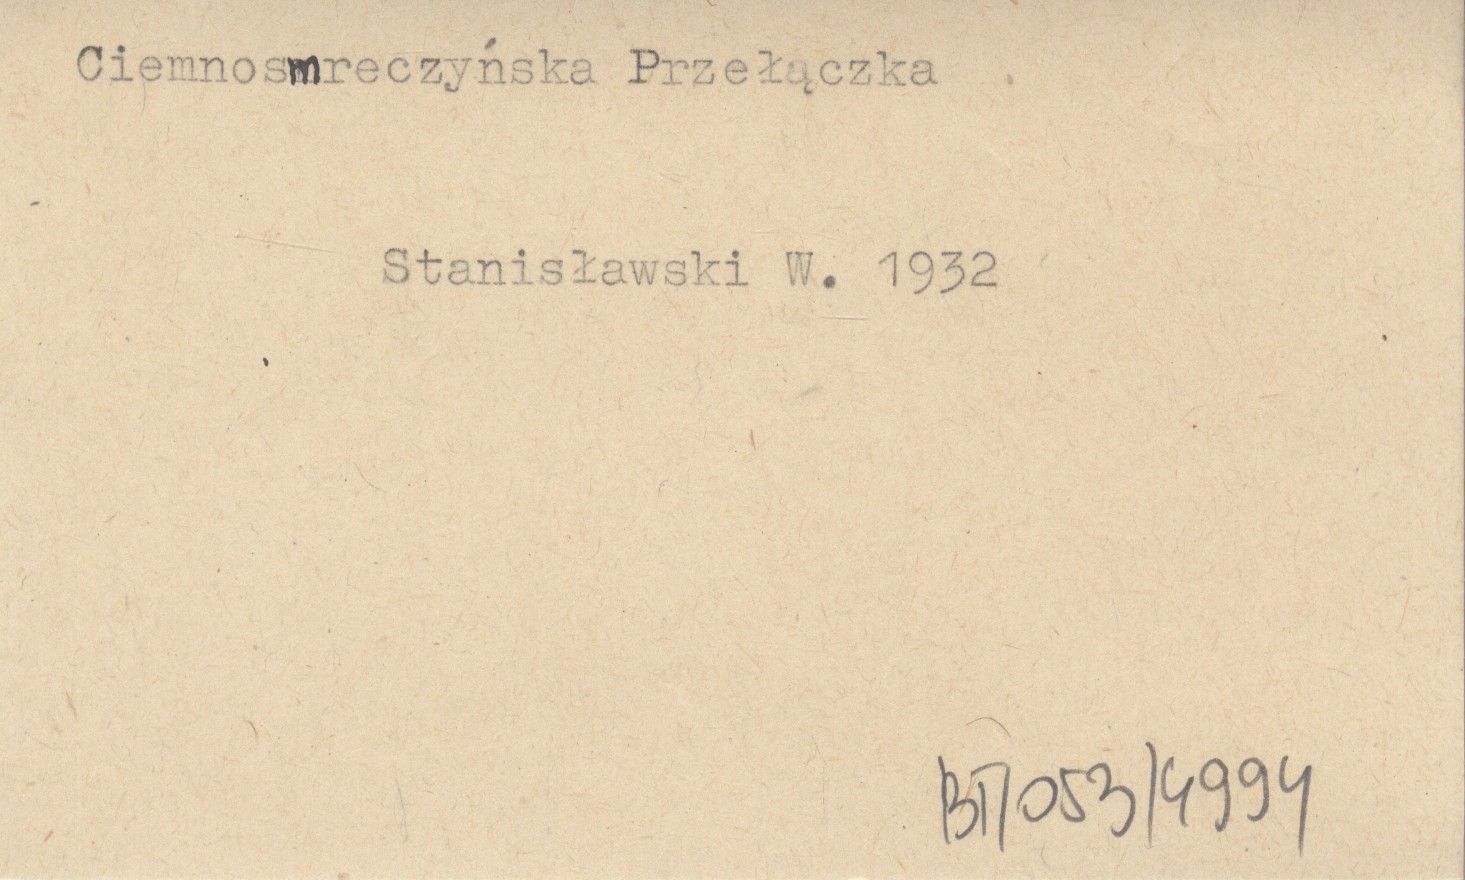 Ciemnosmreczyńska Przełączka
Stanisławski W. 1932
BT/053/4994